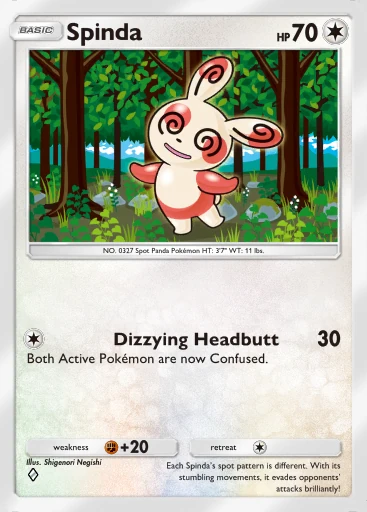 BASIC Spinda HP 70
NO. 0327 Spot Panda Pokémon HT: 3'7" WT: 11 lbs.
Dizzying Headbutt 30
Both Active Pokémon are now Confused.
weakness +20 retreat
Illus. Shigenori Negishi
Each Spinda's spot pattern is different. With its
stumbling movements, it evades opponents'
attacks brilliantly!